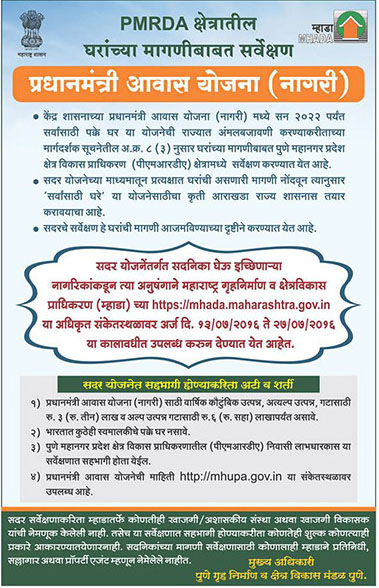 PMRDA क्षेत्रातील
घरांच्या मागणीबाबत सर्वेक्षण
महाराष्ट्र शासन
म्हाडा
MHADA
प्रधानमंत्री आवास योजना (नागरी)
• केंद्र शासनाच्या प्रधानमंत्री आवास योजना (नागरी) मध्ये सन २०२२ पर्यंत
सर्वांसाठी पक्के घर या योजनेची राज्यात अंमलबजावणी करण्याकरीताच्या
मार्गदर्शक सूचनेतील अ.क्र. ८ (३) नुसार घरांच्या मागणीबाबत पुणे महानगर प्रदेश
क्षेत्र विकास प्राधिकरण (पीएमआरडीए) क्षेत्रामध्ये सर्वेक्षण करण्यात येत आहे.
• सदर योजनेच्या माध्यमातून प्रत्यक्षात घरांची असणारी मागणी नोंदवून त्यानुसार
'सर्वांसाठी घरे' या योजनेसाठीचा कृती आराखडा राज्य शासनास तयार
करावयाचा आहे.
• सदरचे सर्वेक्षण हे घरांची मागणी आजमविण्याच्या दृष्टीने करण्यात येत आहे.
सदर योजनेंतर्गत सदनिका घेऊ इच्छिणाऱ्या
नागरिकांकडून त्या अनुषंगाने महाराष्ट्र गृहनिर्माण व क्षेत्रविकास
प्राधिकरण (म्हाडा) च्या https://mhada.maharashtra.gov.in
या अधिकृत संकेतस्थळावर अर्ज दि. १३/०७/२०१६ ते २७/०७/२०१६
या कालावधीत उपलब्ध करुन देण्यात येत आहेत.
सदर योजनेत सहभागी होण्याकरिता अटी व शर्ती
१) प्रधानमंत्री आवास योजना (नागरी) साठी वार्षिक कौटुंबिक उत्पन्न, अत्यल्प उत्पन्न, गटासाठी
रु. ३ (रु. तीन) लाख व अल्प उत्पन्न गटासाठी रु.६ (रु. सहा) लाखापर्यंत असावे.
२) भारतात कुठेही स्वमालकीचे पक्के घर नसावे.
३) पुणे महानगर प्रदेश क्षेत्र विकास प्राधिकरणातील (पीएमआरडीए) निवासी लाभधारकास या
सर्वेक्षणात सहभागी होता येईल.
४) प्रधानमंत्री आवास योजनेची माहिती http://mhupa.gov.in या संकेतस्थळावर
उपलब्ध आहे.
सदर सर्वेक्षणाकरिता म्हाडातर्फे कोणतीही खाजगी/अशासकीय संस्था अथवा खाजगी विकासक
यांची नेमणूक केलेली नाही. तसेच या सर्वेक्षणात सहभागी होण्याकरीता कोणतेही शुल्क कोणत्याही
प्रकारे आकारण्यातयेणारनाही. सदनिकांच्या मागणी सर्वेक्षणासाठी कोणालाही म्हाडाने प्रतिनिधी,
सल्लागार अथवा प्रॉपर्टी एजंट म्हणून नेमेलेले नाहीत.
मुख्य अधिकारी
पुणे गृह निर्माण व क्षेत्र विकास मंडळ पुणे.